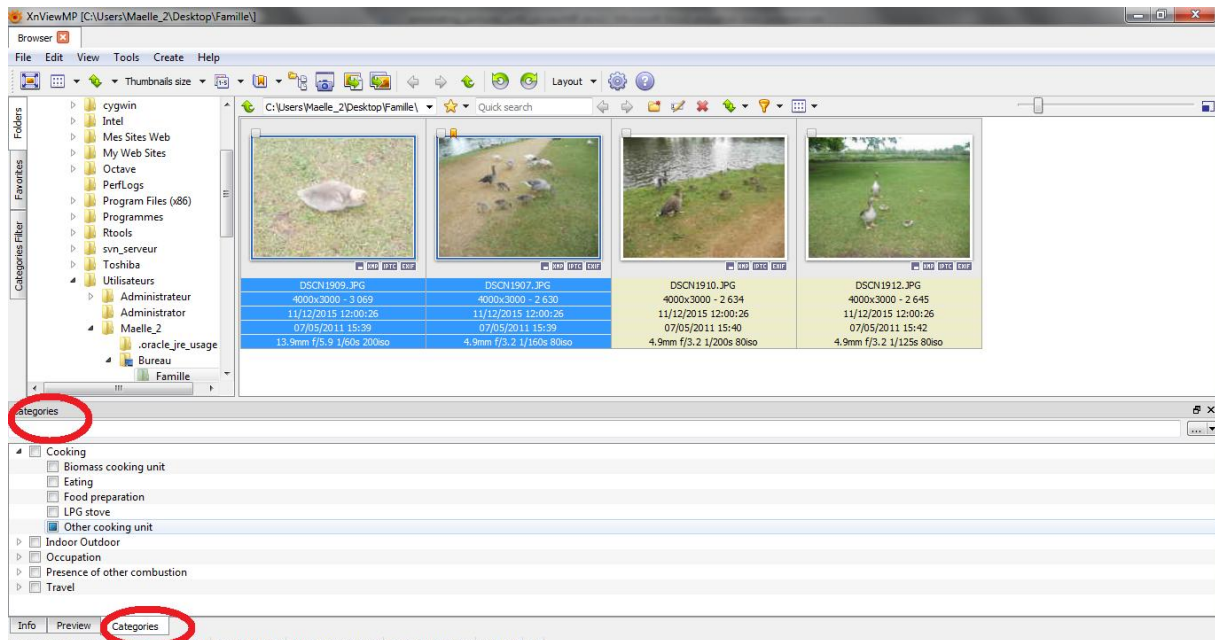 XnViewMP [C:\Users\Maelle_2\Desktop\Famille\]
Browser
File Edit View Tools Create Help
Thumbnails size Layout
Folders
Favorites
Categories Filter
cygwin
Intel
Mes Sites Web
My Web Sites
Octave
PerfLogs
Program Files (x86)
Programmes
Rtools
svn_serveur
Toshiba
Utilisateurs
Administrateur
Administrator
Maelle_2
.oracle_jre_usage
Bureau
Famille
C:\Users\Maelle_2\Desktop\Famille\ Quick search
DSCN1909.JPG
4000x3000 - 3 069
11/12/2015 12:00:26
07/05/2011 15:39
13.9mm f/5.9 1/60s 200iso
DSCN1907.JPG
4000x3000 - 2 630
11/12/2015 12:00:26
07/05/2011 15:39
4.9mm f/3.2 1/160s 80iso
DSCN1910.JPG
4000x3000 - 2 634
11/12/2015 12:00:26
07/05/2011 15:40
4.9mm f/3.2 1/200s 80iso
DSCN1912.JPG
4000x3000 - 2 645
11/12/2015 12:00:26
07/05/2011 15:42
4.9mm f/3.2 1/125s 80iso
Categories
...
Cooking
Biomass cooking unit
Eating
Food preparation
LPG stove
Other cooking unit
Indoor Outdoor
Occupation
Presence of other combustion
Travel
Info Preview Categories